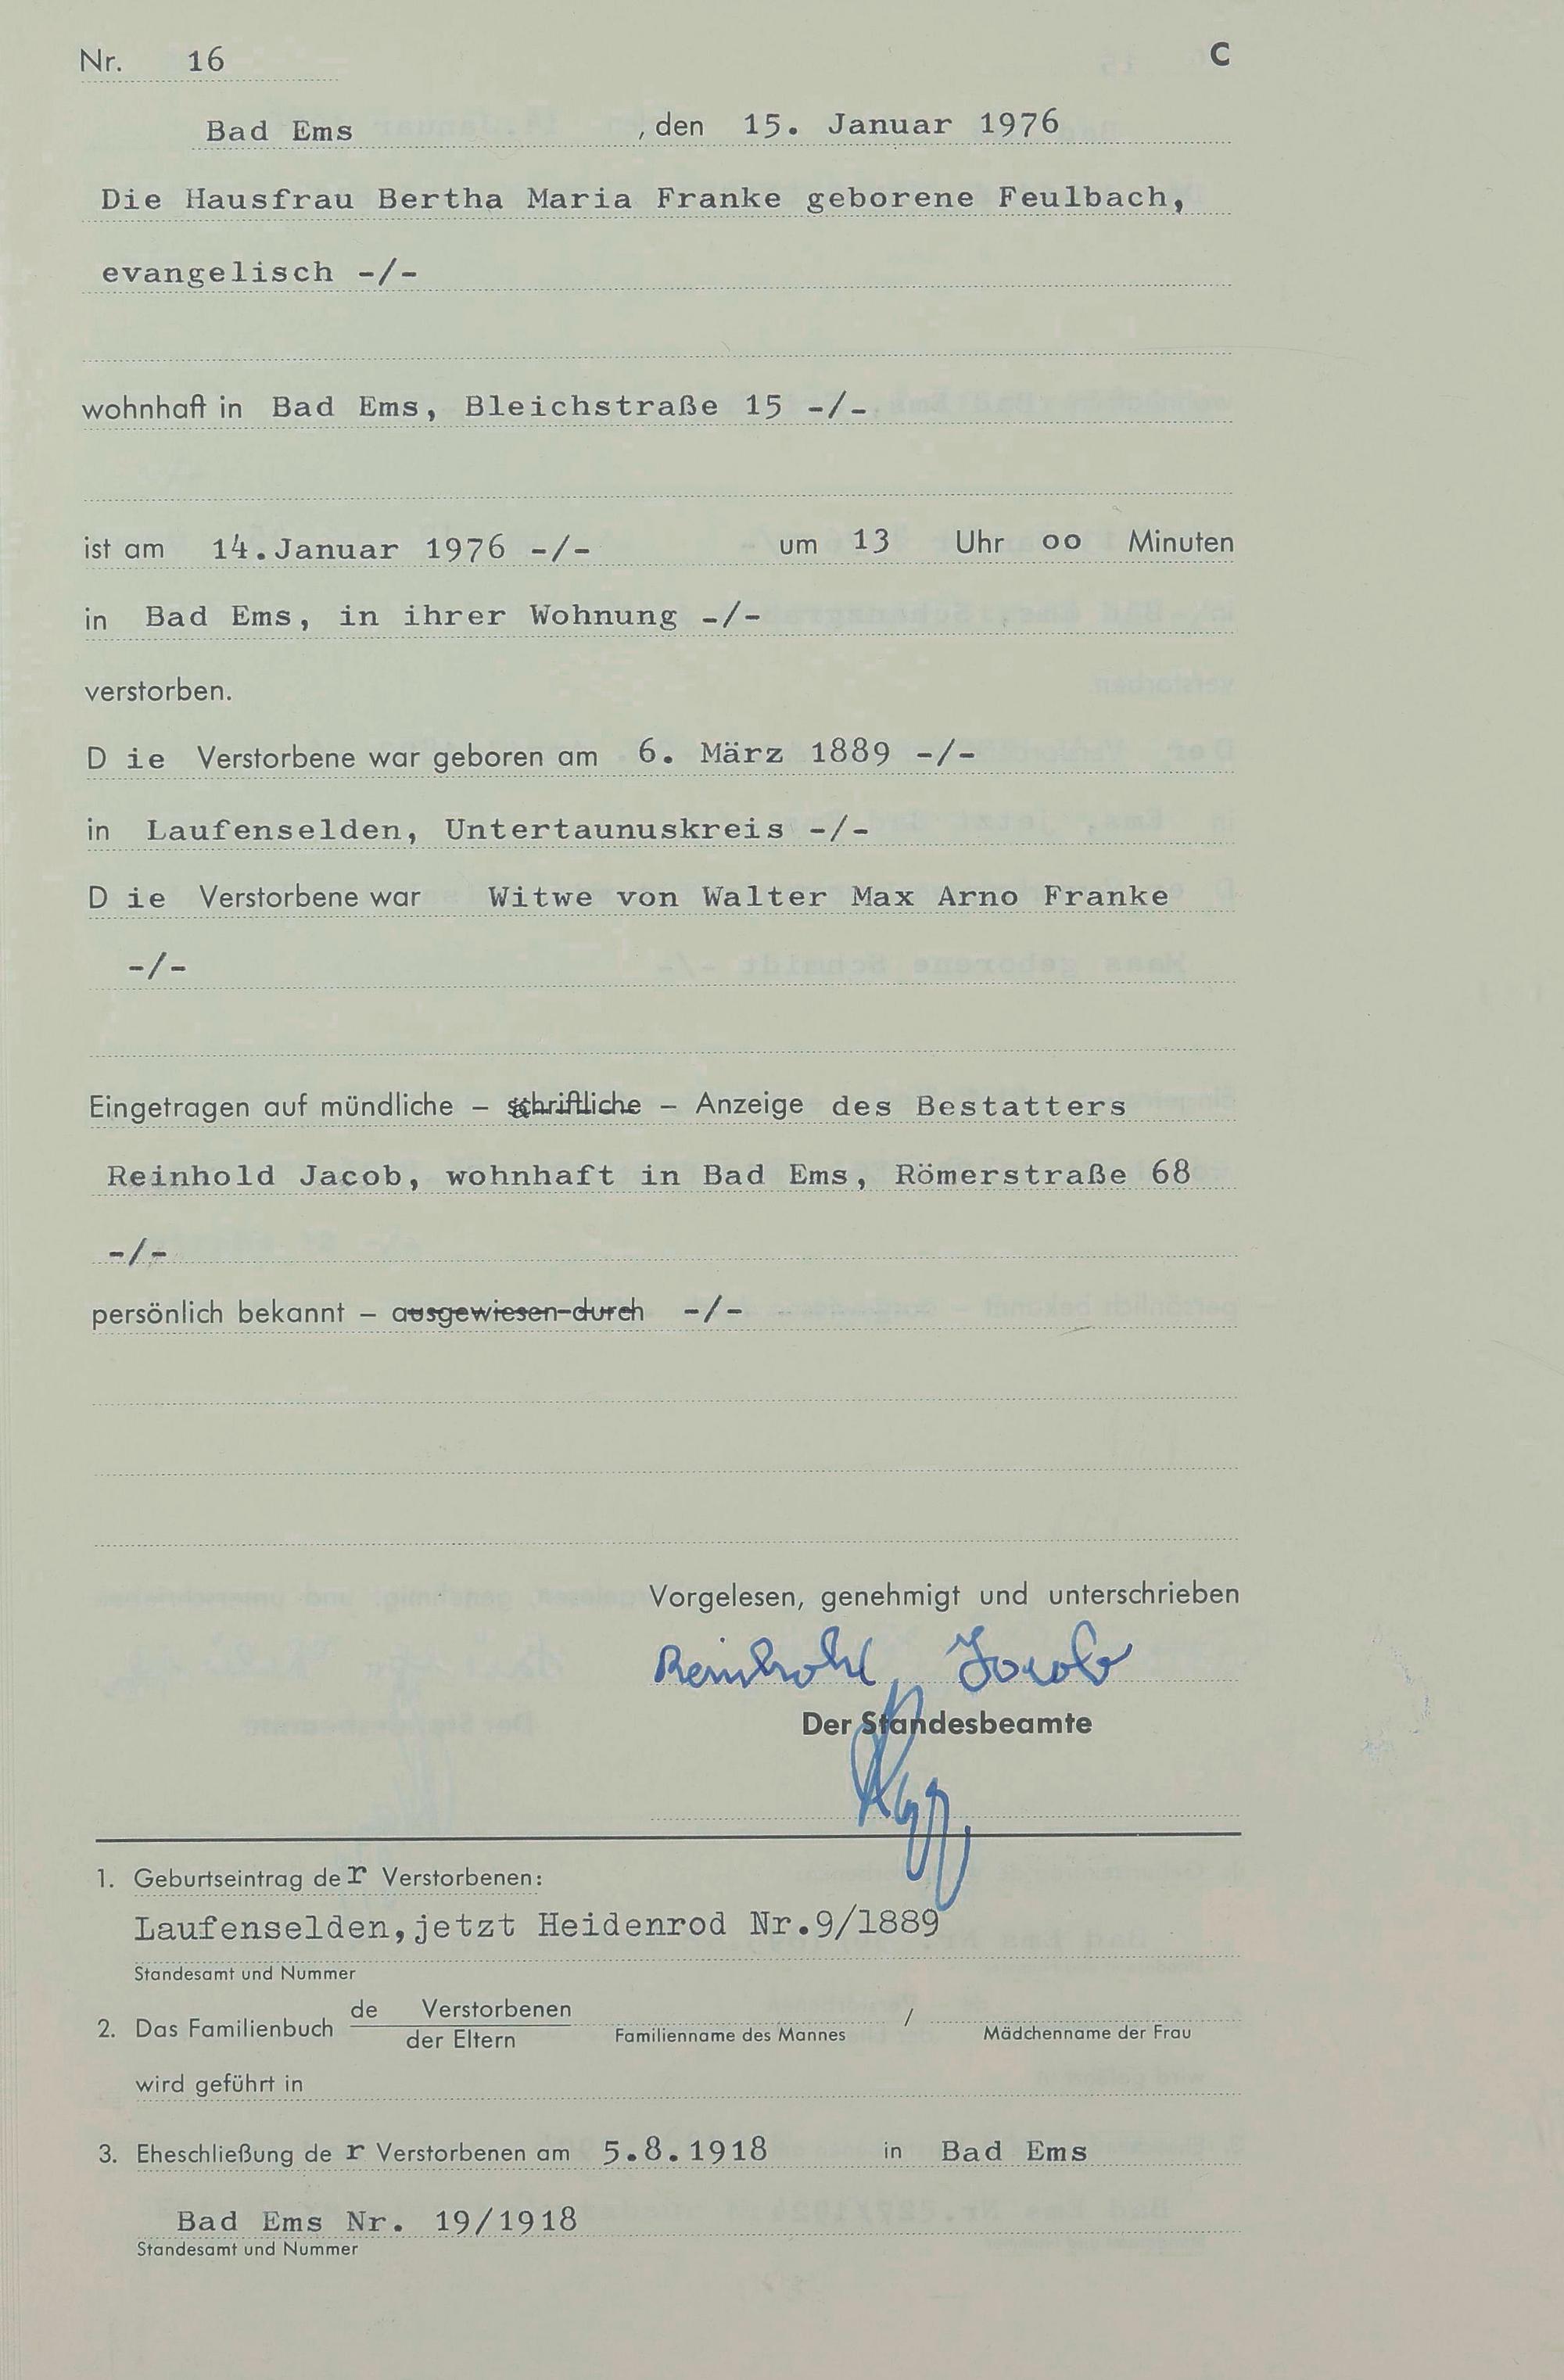 Nr. 16 C
Bad Ems , den 15. Januar 1976
Die Hausfrau Bertha Maria Franke geborene Feulbach,
evangelisch -/-
wohnhaft in Bad Ems, Bleichstraße 15 -/-
ist am 14.Januar 1976 -/- um 13 Uhr oo Minuten
in Bad Ems, in ihrer Wohnung -/-
verstorben.
D ie Verstorbene war geboren am 6. März 1889 -/-
in Laufenselden, Untertaunuskreis -/-
D ie Verstorbene war Witwe von Walter Max Arno Franke
-/-
Eingetragen auf mündliche – schriftliche – Anzeige des Bestatters
Reinhold Jacob, wohnhaft in Bad Ems, Römerstraße 68
-/-
persönlich bekannt – ausgewiesen durch -/-
Vorgelesen, genehmigt und unterschrieben
Reinhold Jacob
Der Standesbeamte
1. Geburtseintrag de r Verstorbenen:
Laufenselden,jetzt Heidenrod Nr.9/1889
Standesamt und Nummer
2. Das Familienbuch de Verstorbenen /
der Eltern Familienname des Mannes Mädchenname der Frau
wird geführt in
3. Eheschließung de r Verstorbenen am 5.8.1918 in Bad Ems
Bad Ems Nr. 19/1918
Standesamt und Nummer